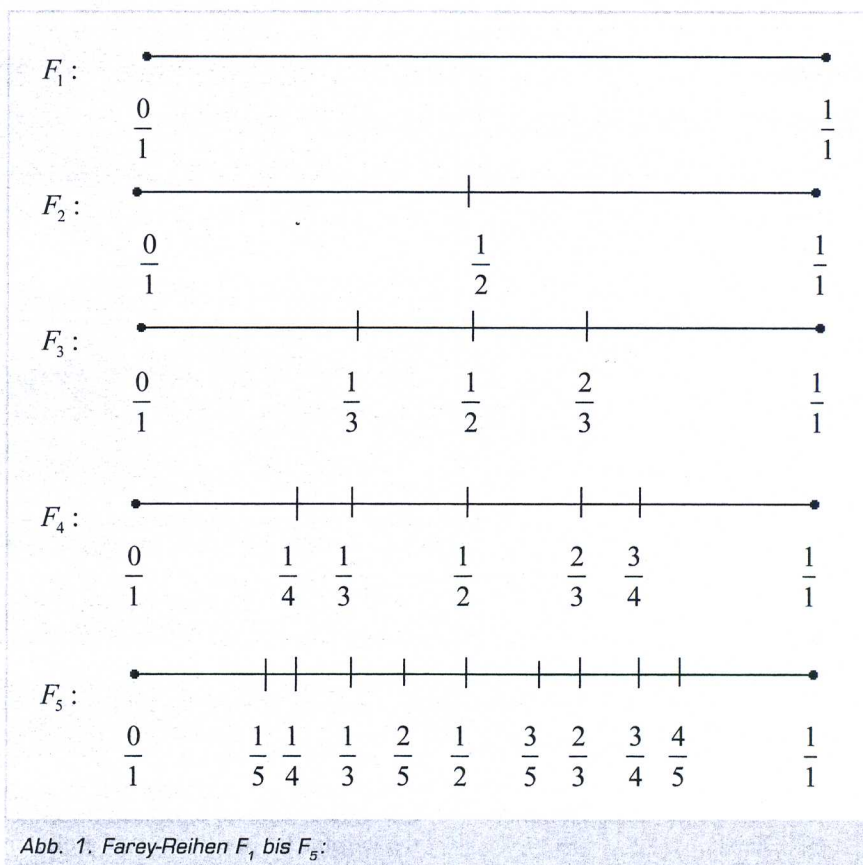 F₁: 0/1 1/1
F₂: 0/1 1/2 1/1
F₃: 0/1 1/3 1/2 2/3 1/1
F₄: 0/1 1/4 1/3 1/2 2/3 3/4 1/1
F₅: 0/1 1/5 1/4 1/3 2/5 1/2 3/5 2/3 3/4 4/5 1/1
Abb. 1. Farey-Reihen F₁ bis F₅: